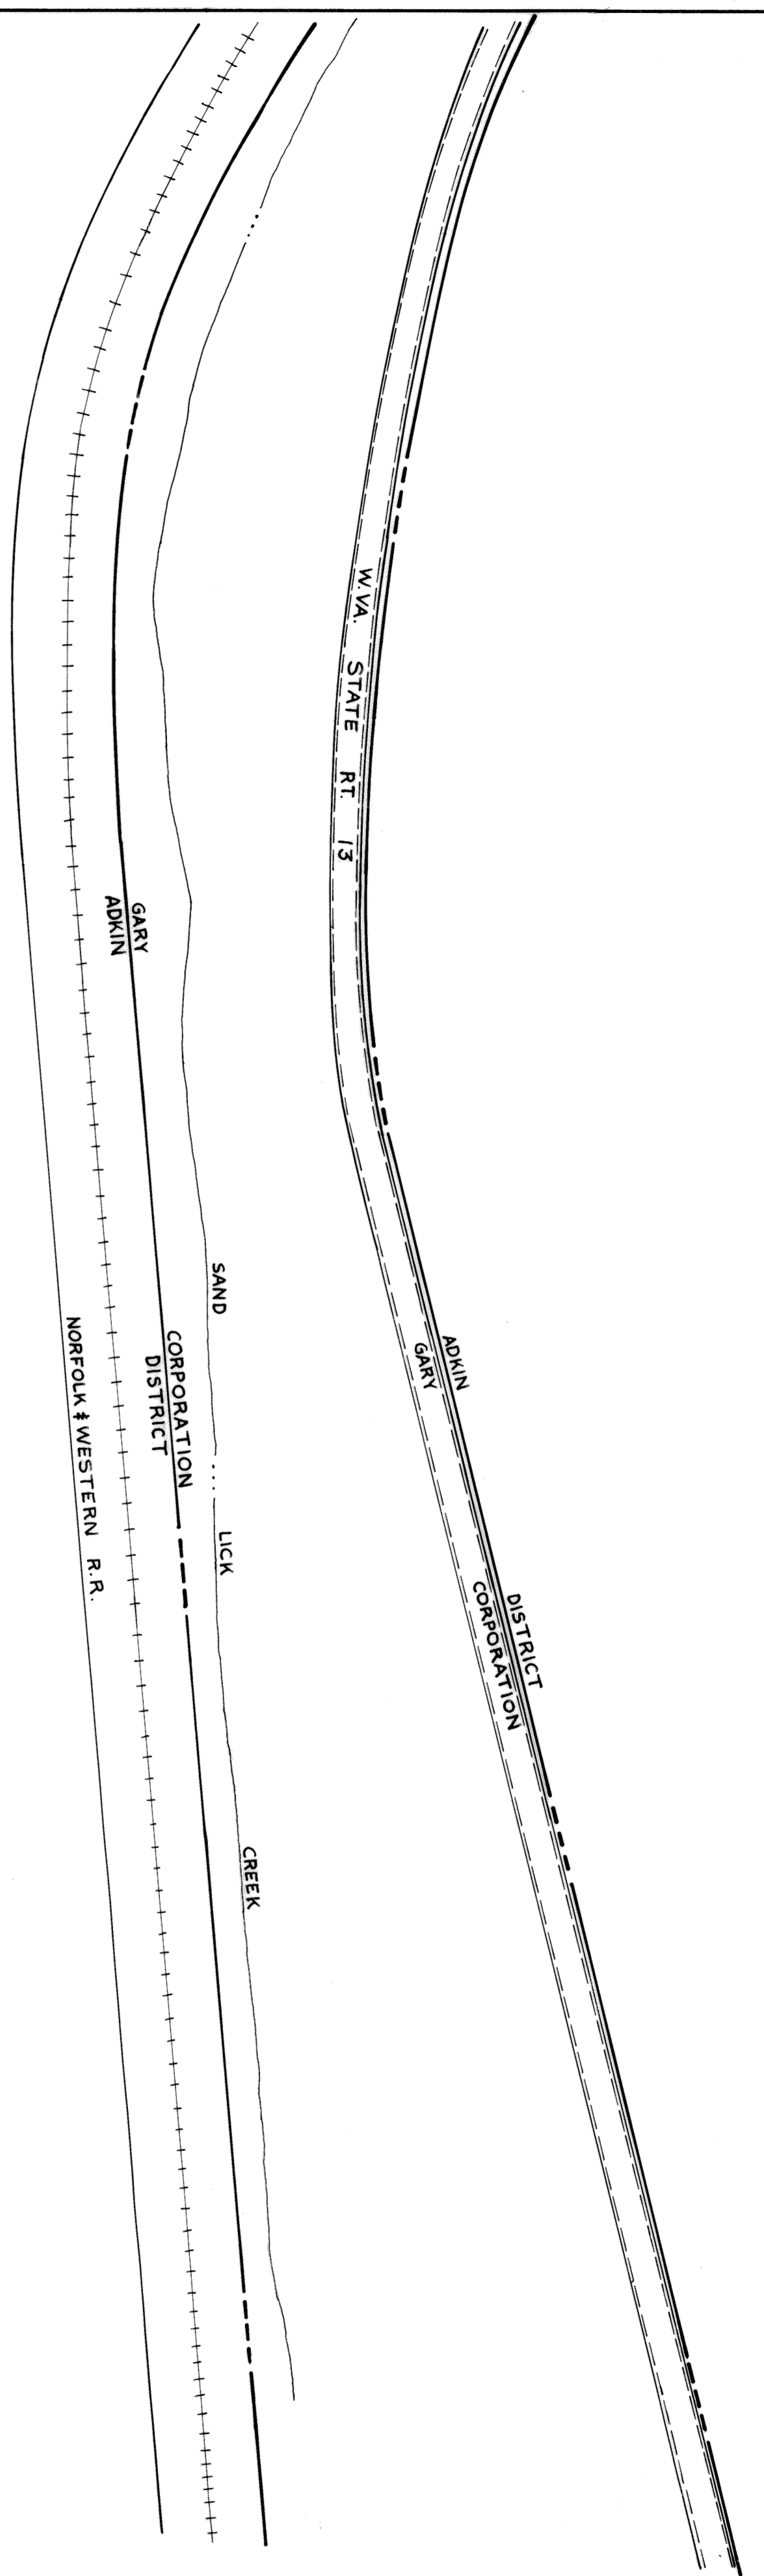 W.VA. STATE RT. 13
GARY
ADKIN
SAND LICK CREEK
ADKIN
GARY
CORPORATION
DISTRICT
NORFOLK & WESTERN R.R.
DISTRICT
CORPORATION